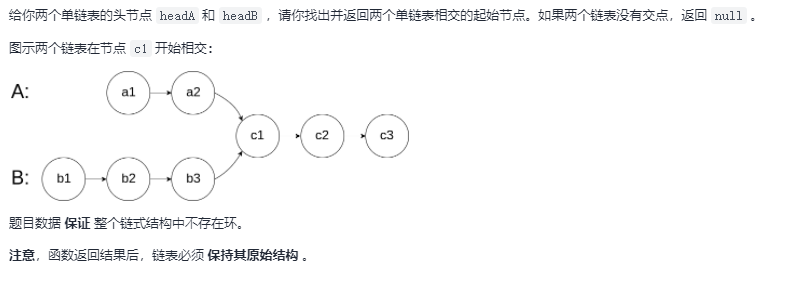 给你两个单链表的头节点 headA 和 headB ，请你找出并返回两个单链表相交的起始节点。如果两个链表没有交点，返回 null 。
图示两个链表在节点 c1 开始相交：
A: a1 a2
c1 c2 c3
B: b1 b2 b3
题目数据 保证 整个链式结构中不存在环。
注意，函数返回结果后，链表必须 保持其原始结构 。